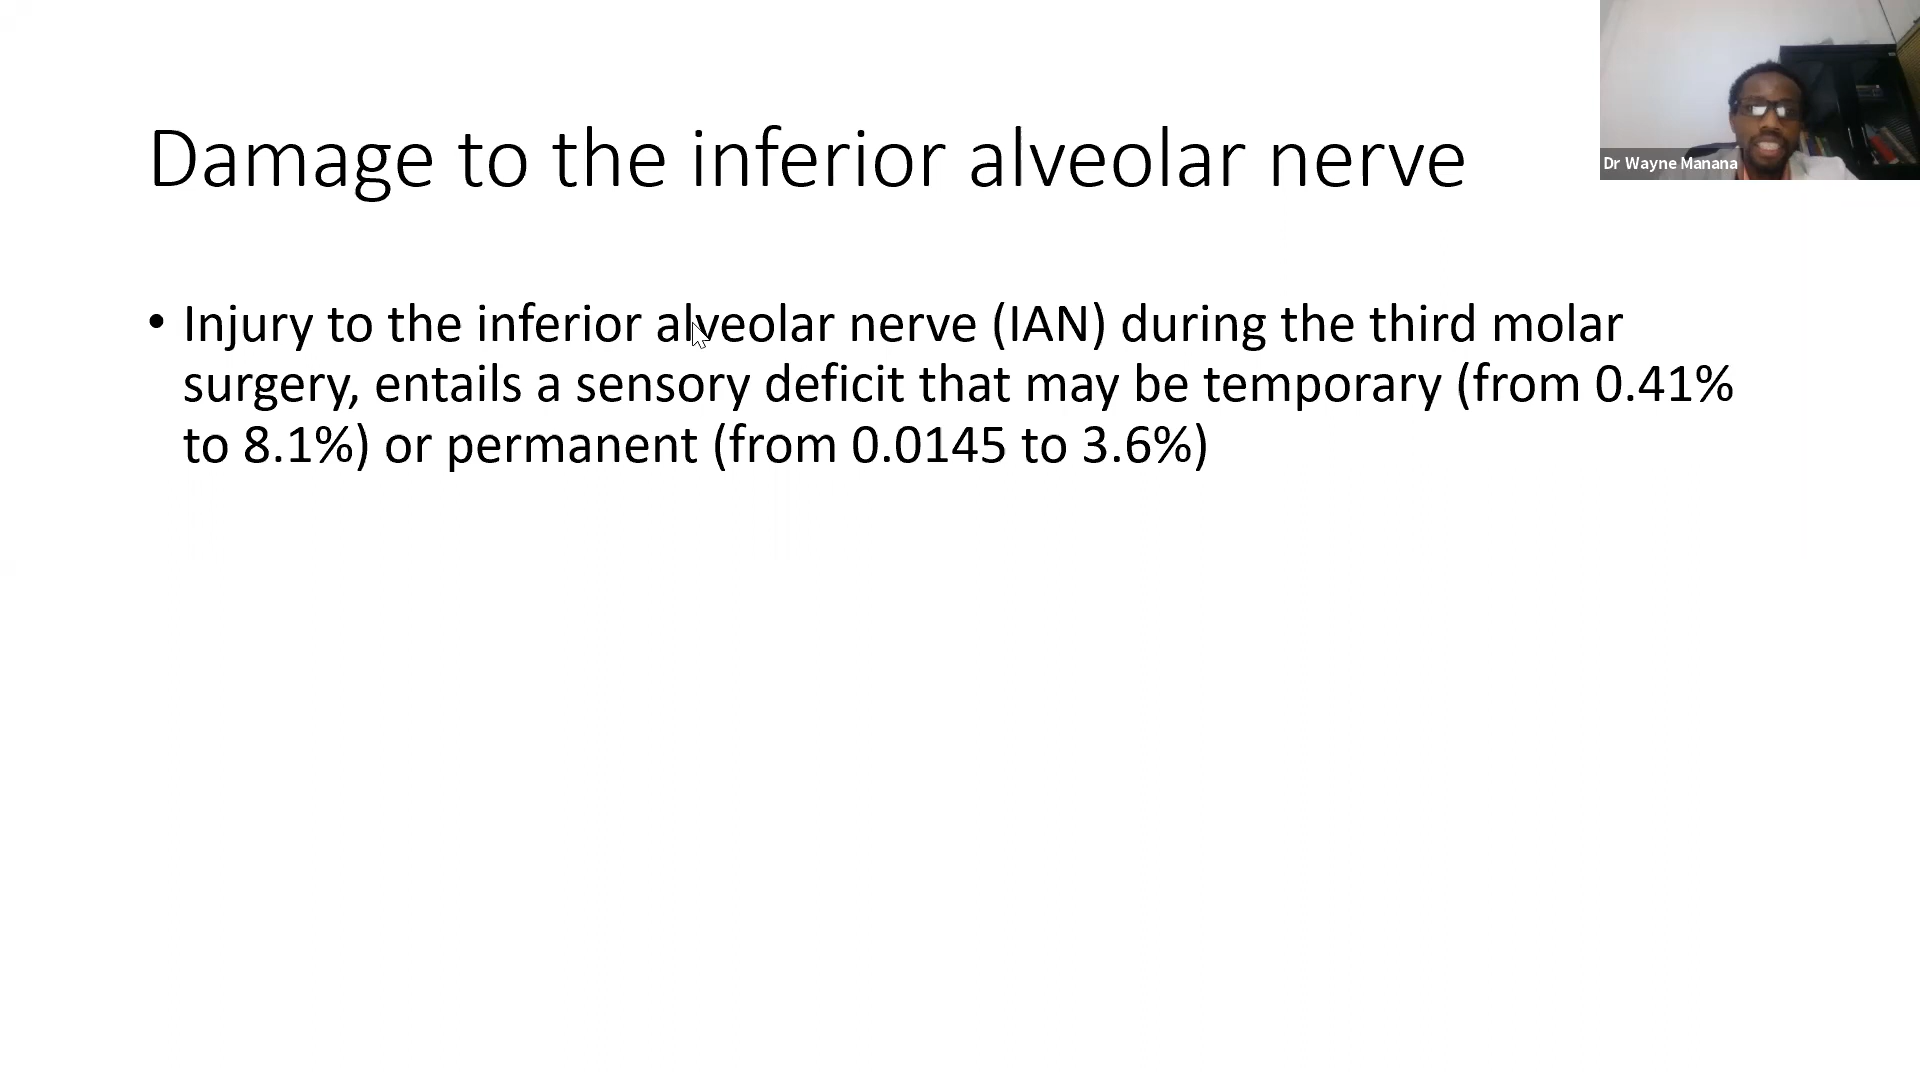 Damage to the inferior alveolar nerve
Dr Wayne Manana
• Injury to the inferior alveolar nerve (IAN) during the third molar
surgery, entails a sensory deficit that may be temporary (from 0.41%
to 8.1%) or permanent (from 0.0145 to 3.6%)